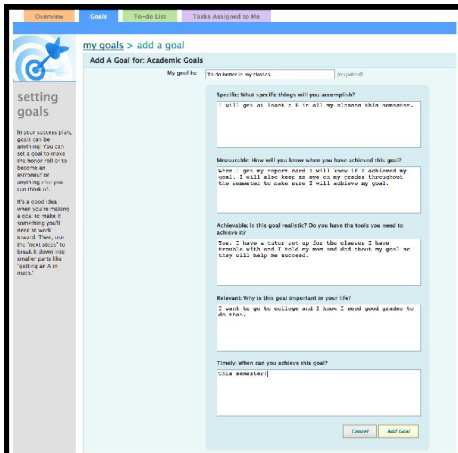 Overview
Goals
To-do List
Tasks Assigned to Me
my goals > add a goal
Add A Goal for: Academic Goals
My goal is:
To do better in my classes.
(required)
setting
goals
In your success plan,
goals can be
anything! You can
set a goal to make
the honor roll or to
become an
astronaut or
anything else you
can think of.
It's a good idea
when you're making
a goal to make it
something you'll
need to work
toward. Then, use
the "next steps" to
break it down into
smaller parts like
"getting an A in
math."
Specific: What specific things will you accomplish?
I will get at least a B in all my classes this semester.
Measurable: How will you know when you have achieved this goal?
When I get my report card I will know if I achieved my
goal. I will also keep an eye on my grades throughout
the semester to make sure I will achieve my goal.
Achievable: Is this goal realistic? Do you have the tools you need to
achieve it?
Yes, I have a tutor set up for the classes I have
trouble with and I told my mom and dad about my goal so
they will help me succeed.
Relevant: Why is this goal important in your life?
I want to go to college and I know I need good grades to
do that.
Timely: When can you achieve this goal?
This semester!
Cancel
Add Goal